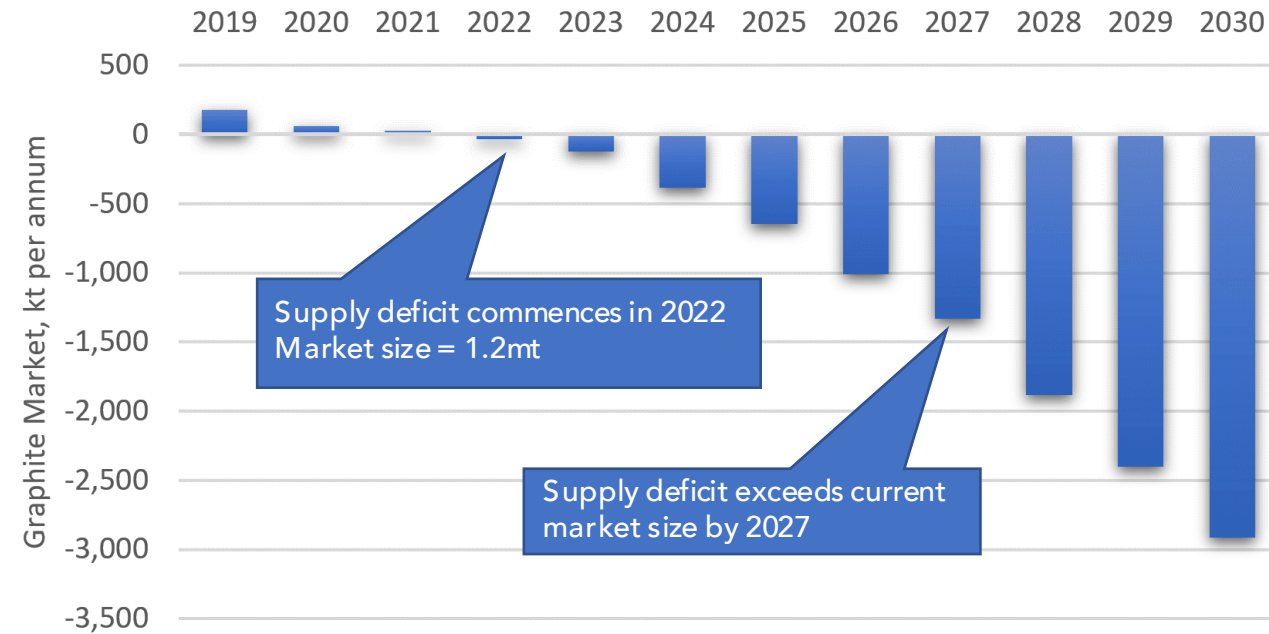 2019 2020 2021 2022 2023 2024 2025 2026 2027 2028 2029 2030
500
0
-500
-1,000
-1,500
-2,000
-2,500
-3,000
-3,500
Graphite Market, kt per annum
Supply deficit commences in 2022
Market size = 1.2mt
Supply deficit exceeds current
market size by 2027